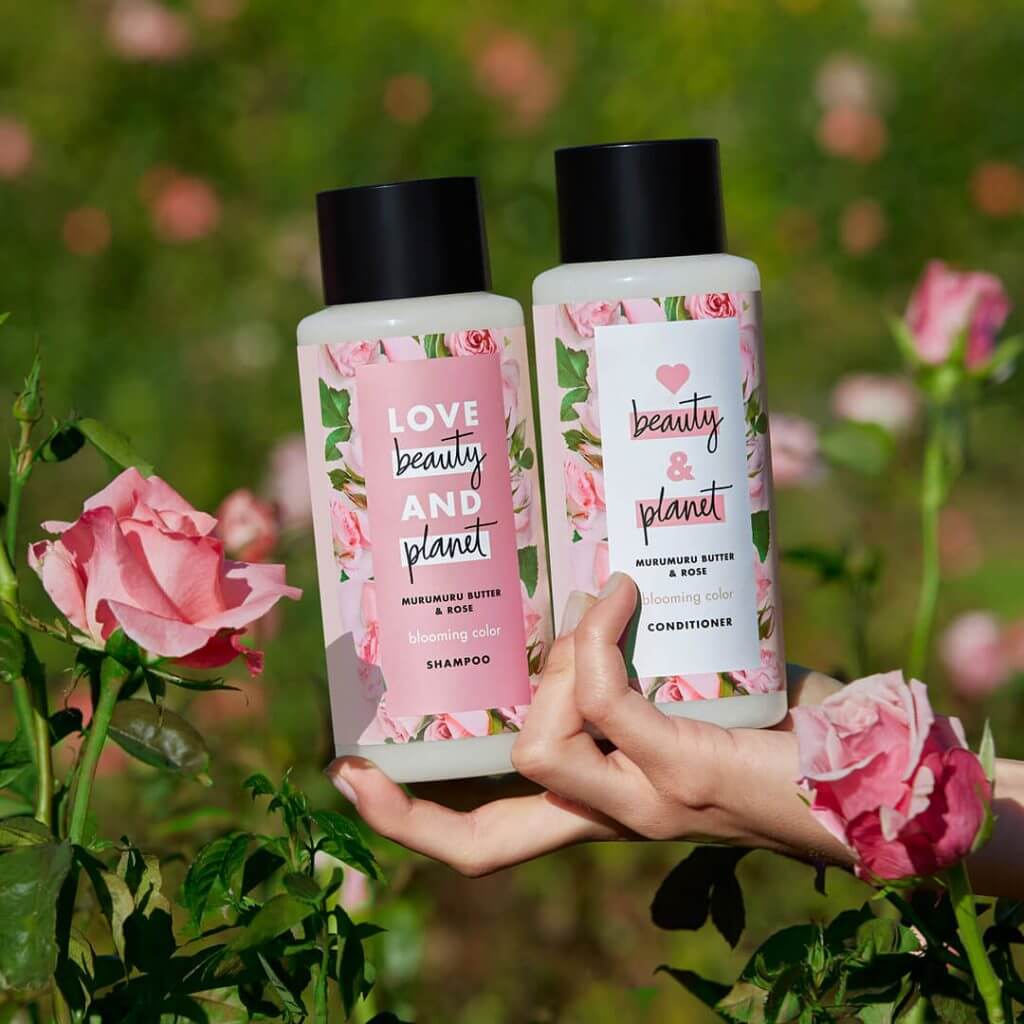 LOVE
beauty
AND
planet
MURUMURU BUTTER
& ROSE
blooming color
SHAMPOO
beauty
&
planet
MURUMURU BUTTER
& ROSE
blooming color
CONDITIONER